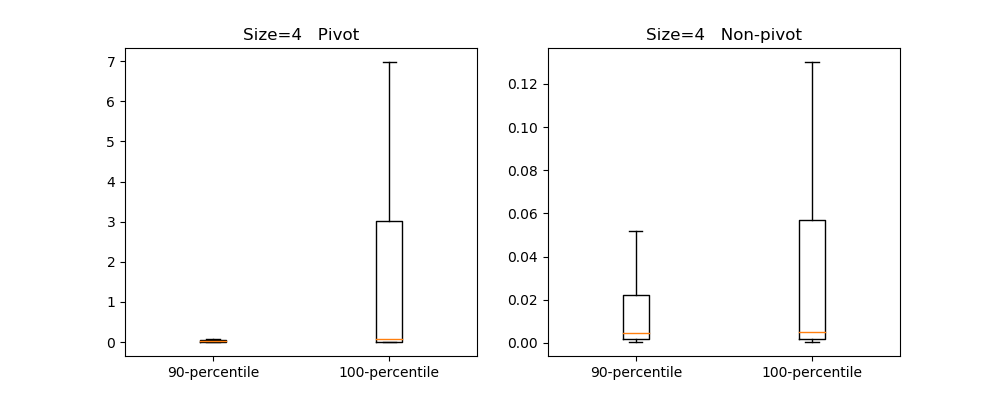 Size=4   Pivot
7
6
5
4
3
2
1
0
90-percentile
100-percentile
Size=4   Non-pivot
0.12
0.10
0.08
0.06
0.04
0.02
0.00
90-percentile
100-percentile